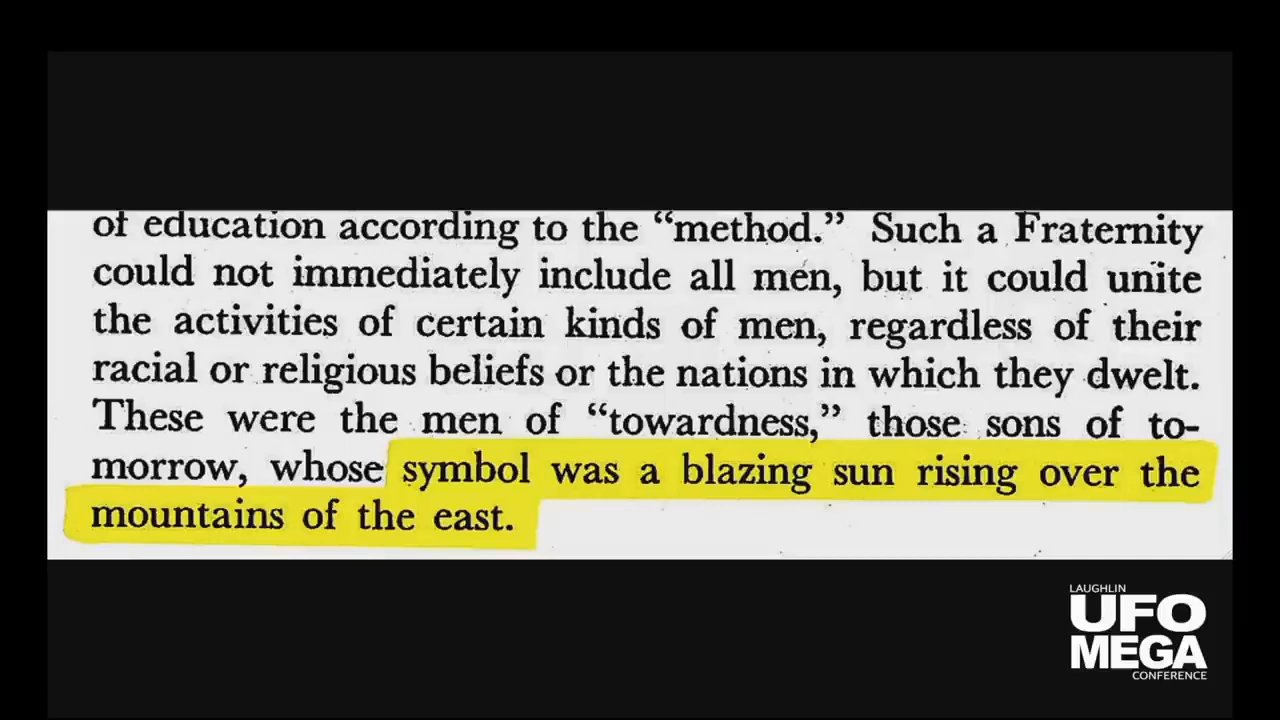 of education according to the “method.” Such a Fraternity
could not immediately include all men, but it could unite
the activities of certain kinds of men, regardless of their
racial or religious beliefs or the nations in which they dwelt.
These were the men of “towardness,” those sons of to-
morrow, whose symbol was a blazing sun rising over the
mountains of the east.
LAUGHLIN
UFO
MEGA
CONFERENCE